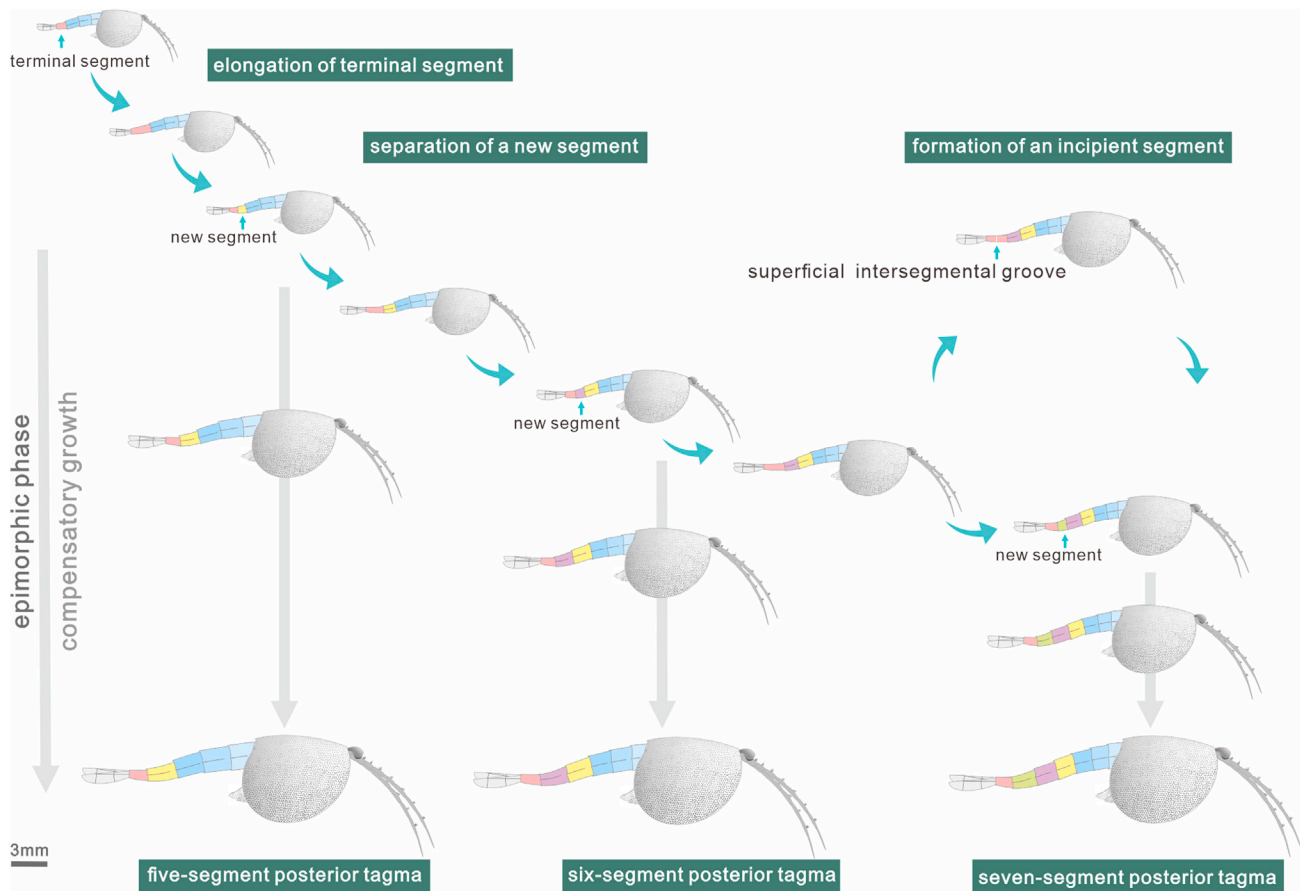 terminal segment
elongation of terminal segment
separation of a new segment
formation of an incipient segment
new segment
superficial intersegmental groove
new segment
new segment
epimorphic phase
compensatory growth
3mm
five-segment posterior tagma
six-segment posterior tagma
seven-segment posterior tagma